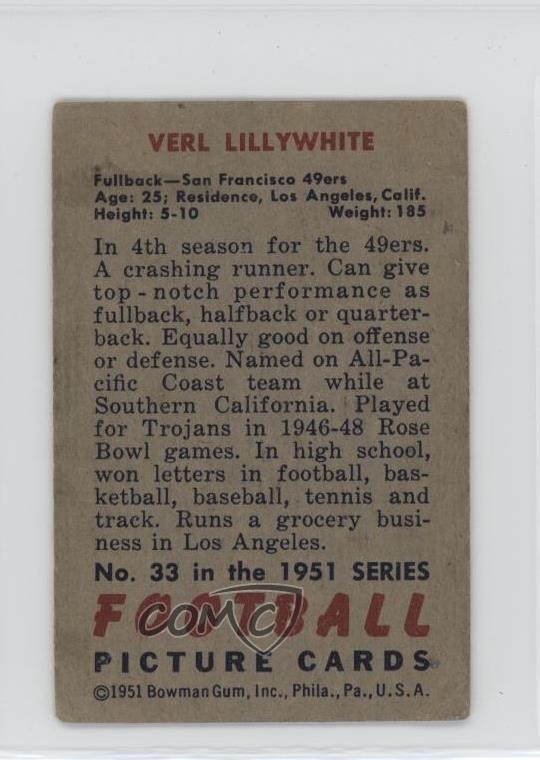 VERL LILLYWHITE
Fullback—San Francisco 49ers
Age: 25; Residence, Los Angeles, Calif.
Height: 5-10 Weight: 185
In 4th season for the 49ers.
A crashing runner. Can give
top-notch performance as
fullback, halfback or quarter-
back. Equally good on offense
or defense. Named on All-Pa-
cific Coast team while at
Southern California. Played
for Trojans in 1946-48 Rose
Bowl games. In high school,
won letters in football, bas-
ketball, baseball, tennis and
track. Runs a grocery busi-
ness in Los Angeles.
No. 33 in the 1951 SERIES
FOOTBALL
COMC
PICTURE CARDS
©1951 Bowman Gum, Inc., Phila., Pa., U.S.A.